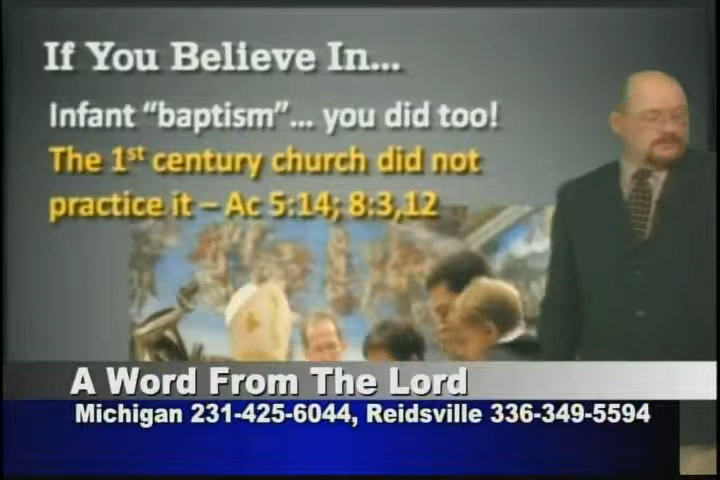 If You Believe In...
Infant “baptism”... you did too!
The 1st century church did not
practice it – Ac 5:14; 8:3,12
A Word From The Lord
Michigan 231-425-6044, Reidsville 336-349-5594